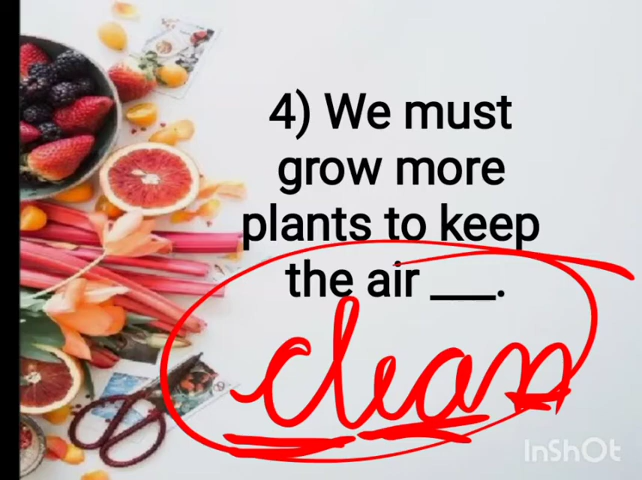 4) We must
grow more
plants to keep
the air ___.
clean
InShOt